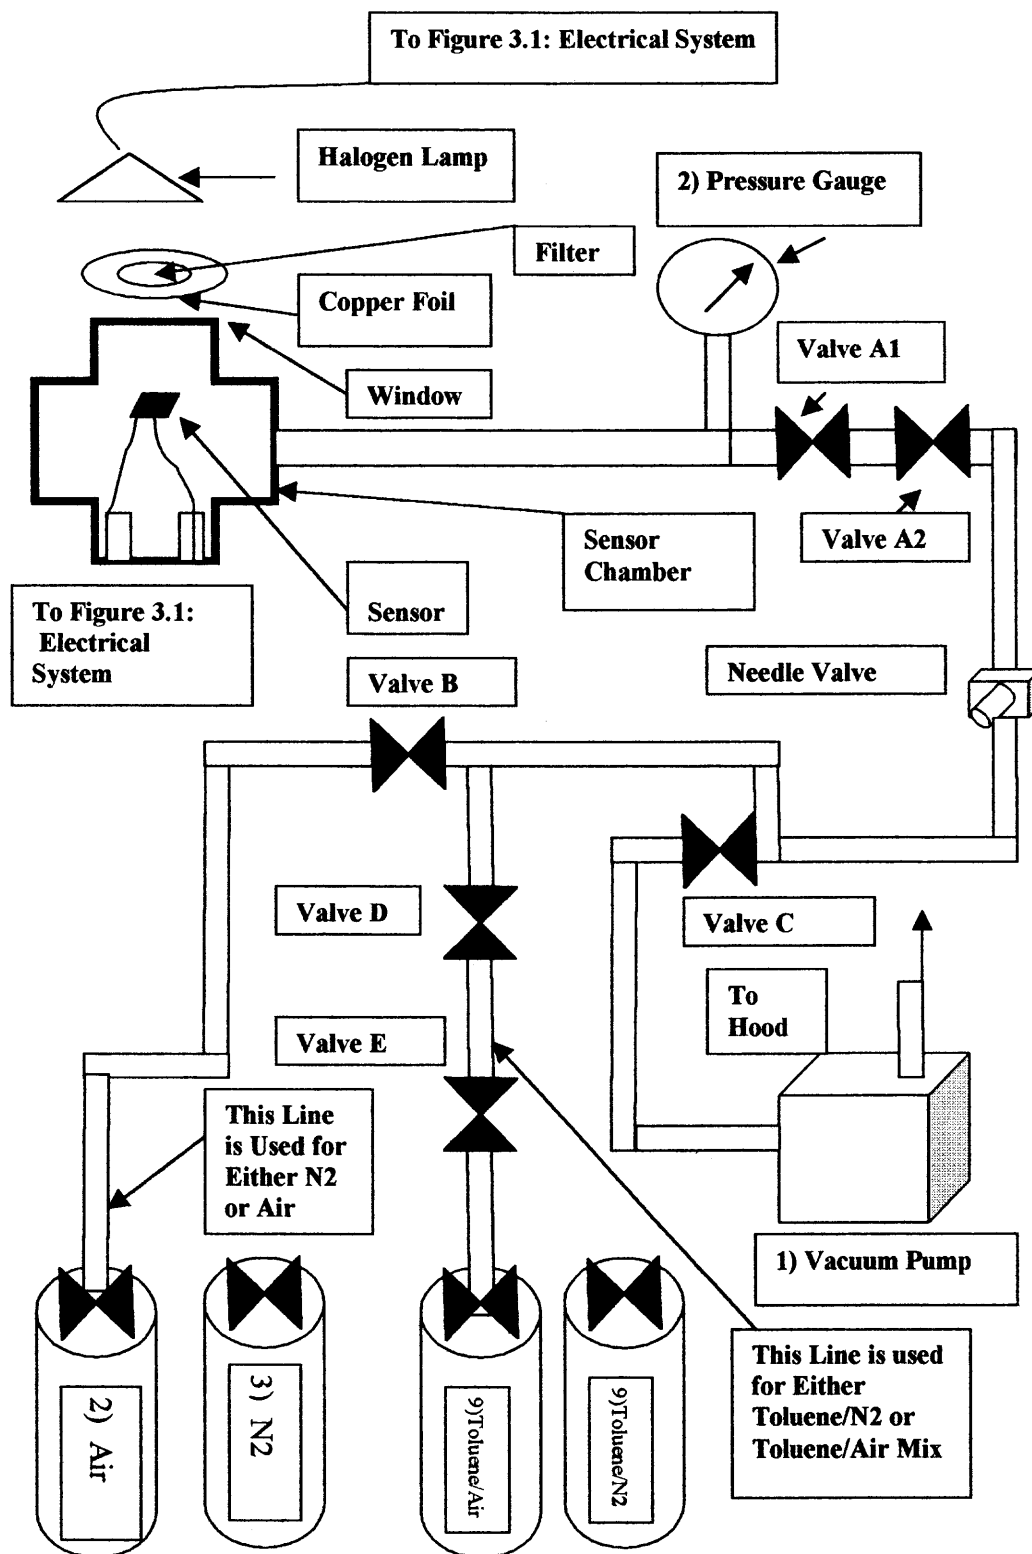 To Figure 3.1: Electrical System
Halogen Lamp
2) Pressure Gauge
Filter
Copper Foil
Valve A1
Window
Valve A2
Sensor
Chamber
To Figure 3.1:
Electrical
System
Sensor
Valve B
Needle Valve
Valve D
Valve C
To
Hood
Valve E
This Line
is Used for
Either N2
or Air
1) Vacuum Pump
This Line is used
for Either
Toluene/N2 or
Toluene/Air Mix
2) Air
3) N2
9)Toluene/Air
9)Toluene/N2